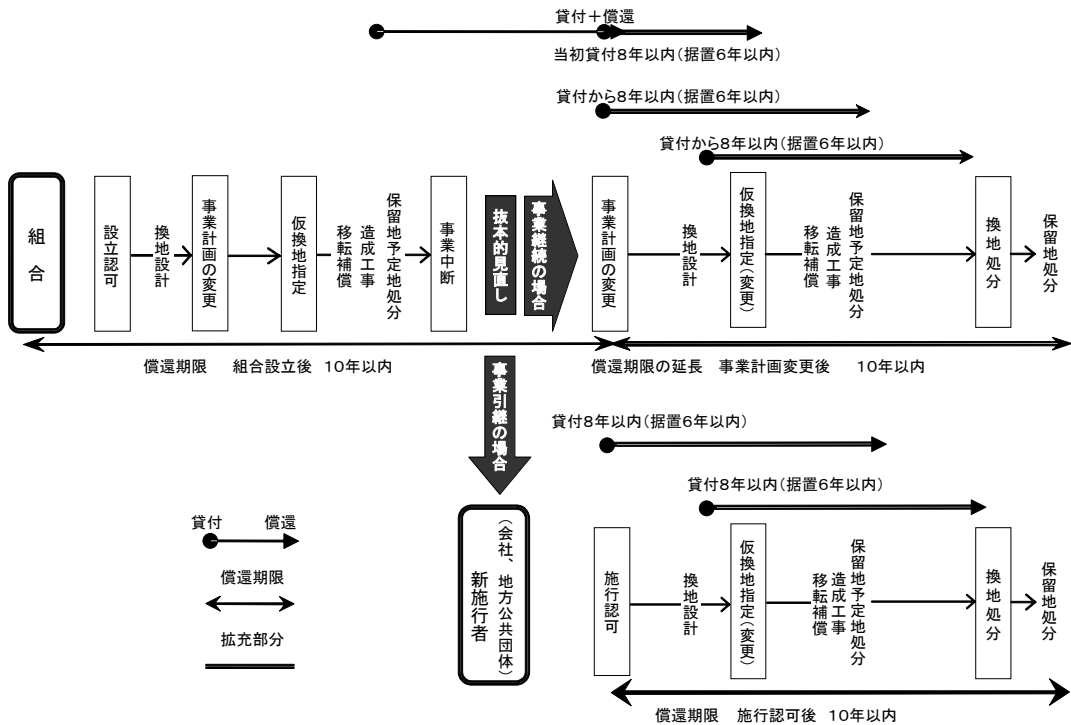 貸付+償還
当初貸付8年以内(据置6年以内)
貸付から8年以内(据置6年以内)
貸付から8年以内(据置6年以内)
組合
設立認可
換地設計
事業計画の変更
仮換地指定
移転補償
造成工事
保留地予定地処分
事業中断
抜本的見直し
事業継続の場合
事業計画の変更
換地設計
仮換地指定(変更)
移転補償
造成工事
保留地予定地処分
換地処分
保留地処分
償還期限 組合設立後 10年以内
償還期限の延長 事業計画変更後 10年以内
事業引継の場合
貸付8年以内(据置6年以内)
貸付8年以内(据置6年以内)
貸付 償還
償還期限
拡充部分
新施行者
(会社、地方公共団体)
施行認可
換地設計
仮換地指定(変更)
移転補償
造成工事
保留地予定地処分
換地処分
保留地処分
償還期限 施行認可後 10年以内